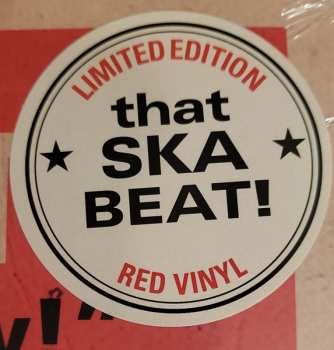 LIMITED EDITION
that
SKA
BEAT!
RED VINYL
y!"